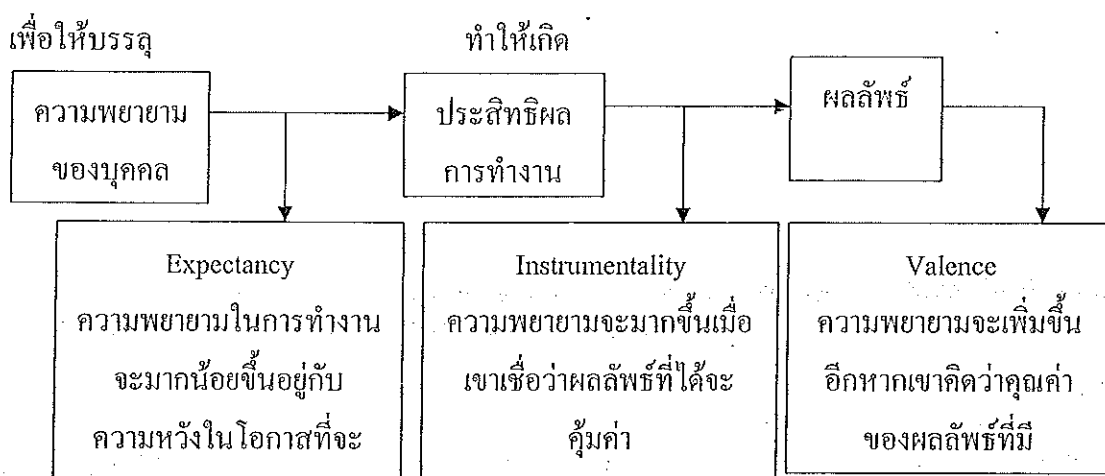 เพื่อให้บรรลุ
ทำให้เกิด
ความพยายาม
ของบุคคล
ประสิทธิผล
การทำงาน
ผลลัพธ์
Expectancy
ความพยายามในการทำงาน
จะมากน้อยขึ้นอยู่กับ
ความหวังในโอกาสที่จะ
Instrumentality
ความพยายามจะมากขึ้นเมื่อ
เขาเชื่อว่าผลลัพธ์ที่ได้จะ
คุ้มค่า
Valence
ความพยายามจะเพิ่มขึ้น
อีกหากเขาคิดว่าคุณค่า
ของผลลัพธ์ที่มี